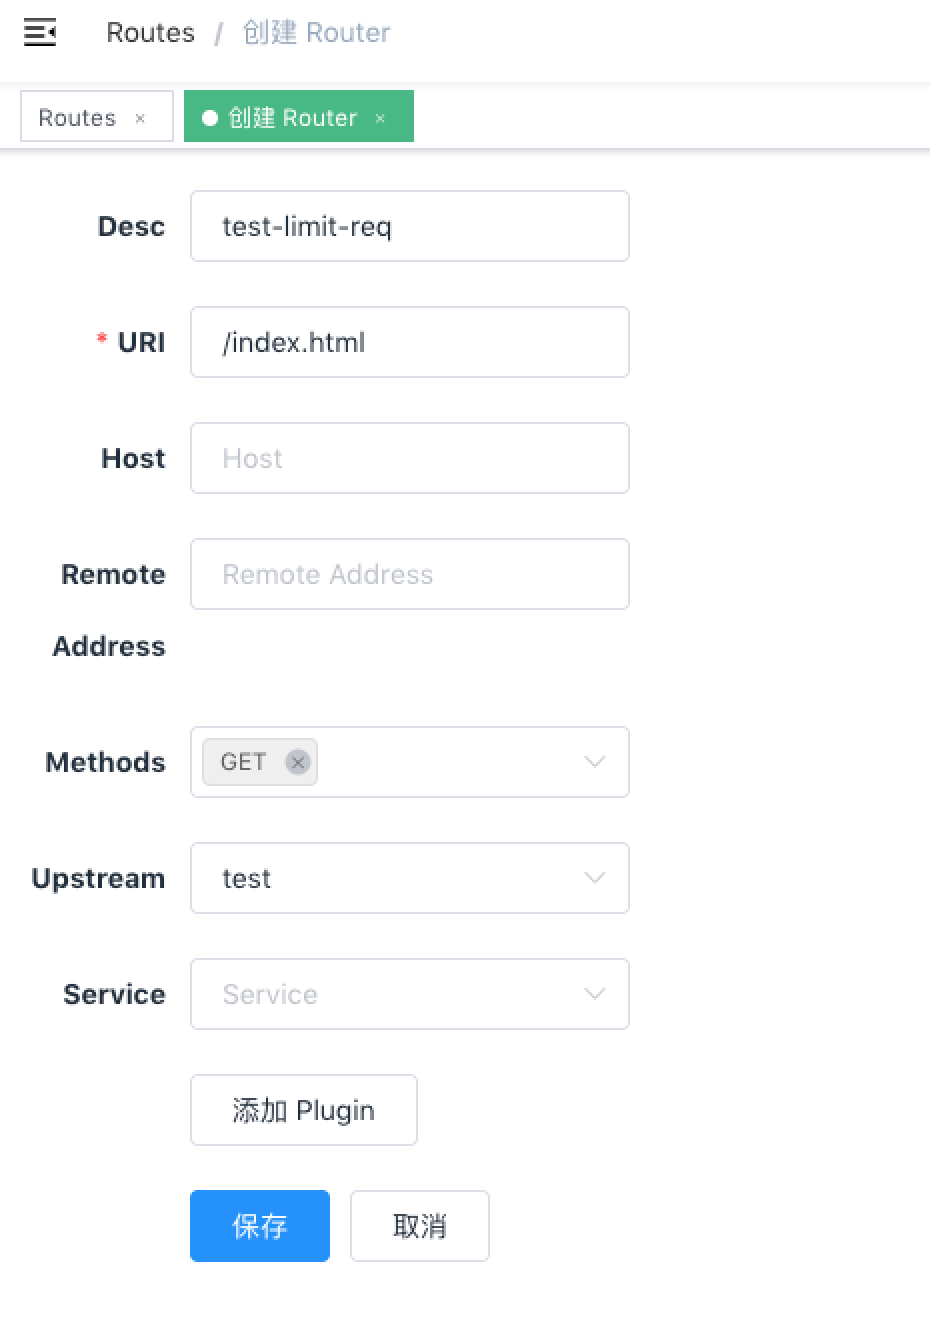 Routes / 创建 Router
Routes × 创建 Router ×
Desc test-limit-req
* URI /index.html
Host Host
Remote Remote Address
Address
Methods GET ×
Upstream test
Service Service
添加 Plugin
保存 取消